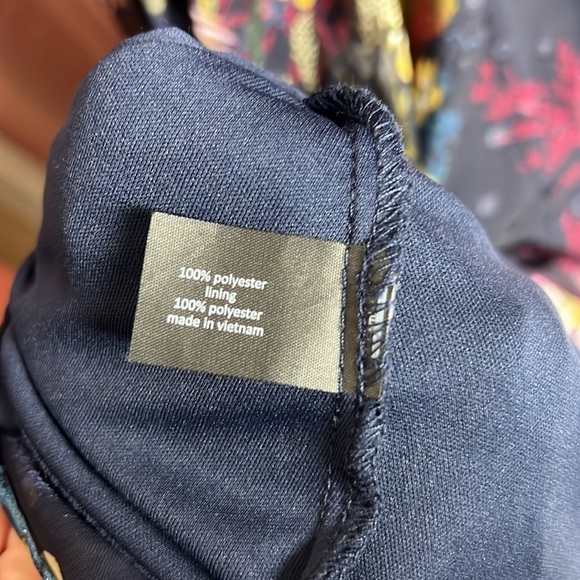 100% polyester
lining
100% polyester
made in vietnam